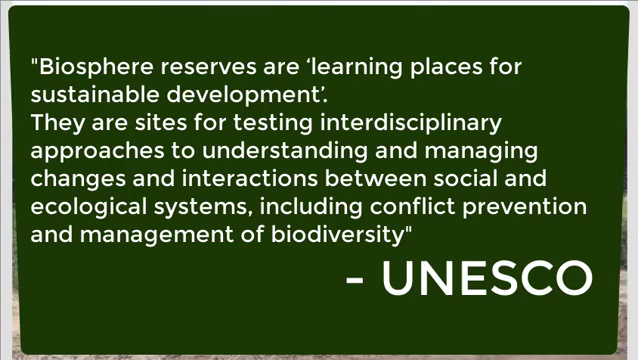 "Biosphere reserves are ‘learning places for
sustainable development’.
They are sites for testing interdisciplinary
approaches to understanding and managing
changes and interactions between social and
ecological systems, including conflict prevention
and management of biodiversity"
- UNESCO